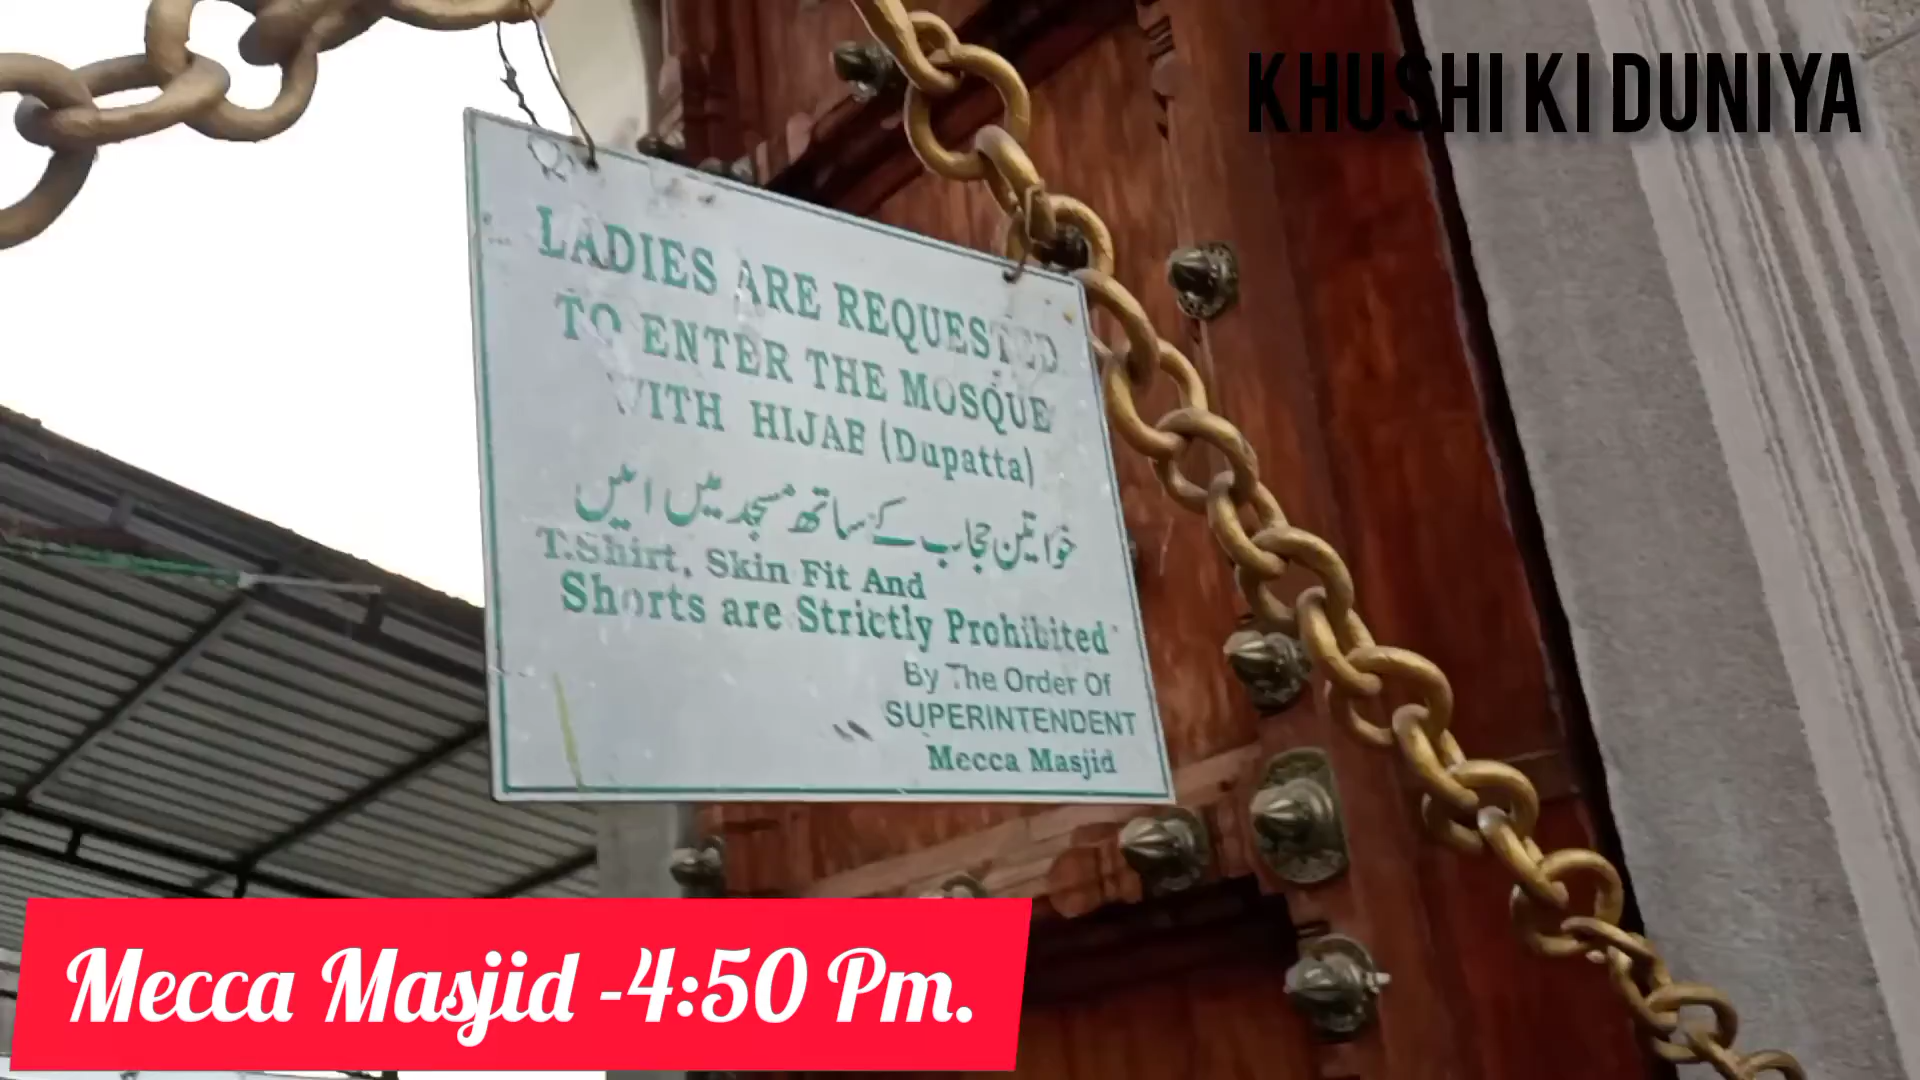 KHUSHI KI DUNIYA
LADIES ARE REQUESTED
TO ENTER THE MOSQUE
WITH HIJAB (Dupatta)
خواتین حجاب کے ساتھ مسجد میں آئیں
T.Shirt, Skin Fit And
Shorts are Strictly Prohibited
By The Order Of
SUPERINTENDENT
Mecca Masjid
Mecca Masjid -4:50 Pm.